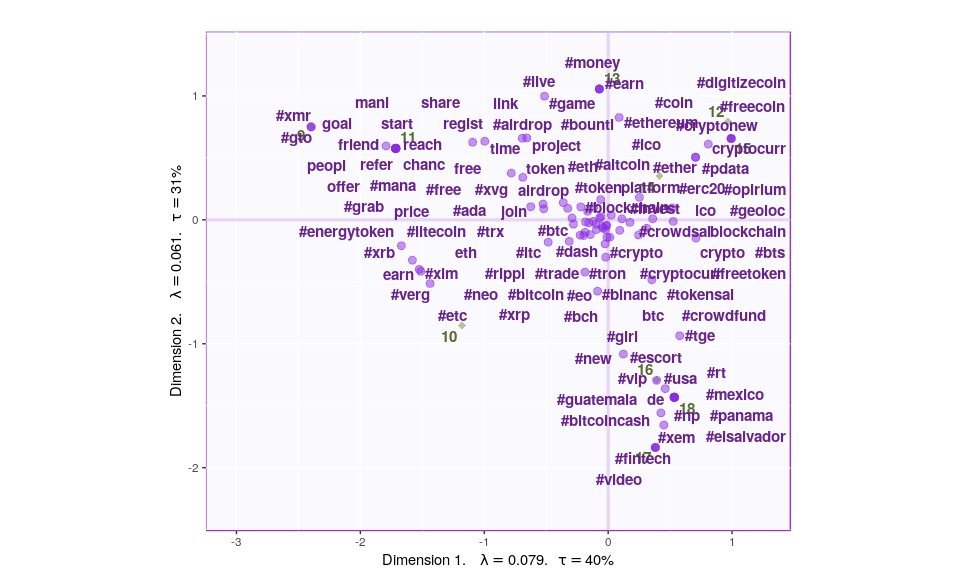 #money
13
#live #earn #digitizecoin
1
mani share link #game #coin 12 #freecoin
#xmr goal start regist #airdrop #bounti #ethereum #cryptonew
#gto 9 friend 11 reach time project #ico cryptocurr 15
peopl refer chanc free token #eth #altcoin #ether #pdata
offer #mana #free #xvg airdrop #tokenplatform #erc20 #opirium
#grab price #ada join #blockchain #invest ico #geoloc
0
#energytoken #litecoin #trx #btc #crowdsal blockchain
#xrb eth #ltc #dash #crypto crypto #bts
earn #xlm #rippl #trade #tron #cryptocurr #freetoken
#verg #neo #bitcoin #eo #binanc #tokensal
#etc #xrp #bch btc #crowdfund
10 #girl #tge
-1
#new #escort
16 #vip #usa #rt
#guatemala de #mexico
#bitcoincash 18 #rip #panama
#xem #elsalvador
17 #fintech
-2
#video
-3 -2 -1 0 1
Dimension 1. λ = 0.079. τ = 40%
Dimension 2. λ = 0.061. τ = 31%